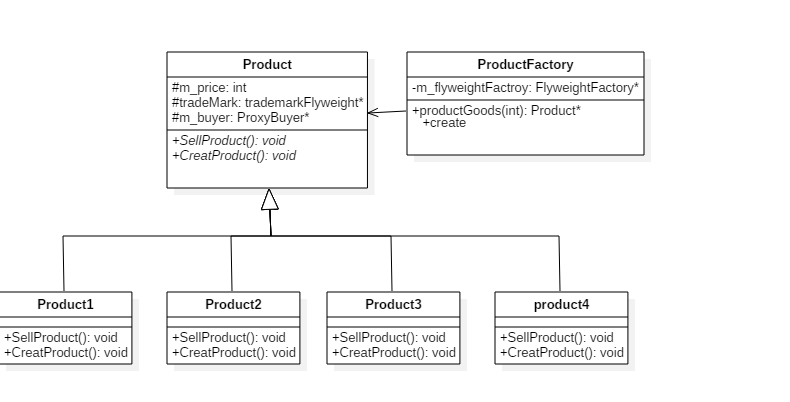 Product
#m_price: int
#tradeMark: trademarkFlyweight*
#m_buyer: ProxyBuyer*
+SellProduct(): void
+CreatProduct(): void
ProductFactory
-m_flyweightFactroy: FlyweightFactory*
+productGoods(int): Product*
+create
Product1
+SellProduct(): void
+CreatProduct(): void
Product2
+SellProduct(): void
+CreatProduct(): void
Product3
+SellProduct(): void
+CreatProduct(): void
product4
+SellProduct(): void
+CreatProduct(): void